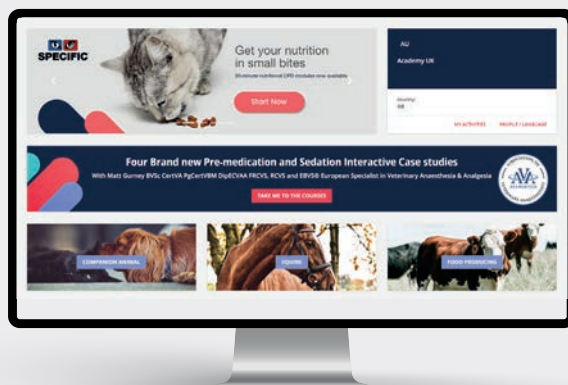 SPECIFIC
Get your nutrition
in small bites
Start Now
AU
Academy UK
Country:
GB
MY ACTIVITIES
PROFILE / LANGUAGE
Four Brand new Pre-medication and Sedation Interactive Case studies
With Matt Gurney BVSc CertVA PgCertVBM DipECVAA FRCVS, RCVS and EBVS® European Specialist in Veterinary Anaesthesia & Analgesia
TAKE ME TO THE COURSES
AVA
COMPANION ANIMAL
EQUINE
FOOD PRODUCING